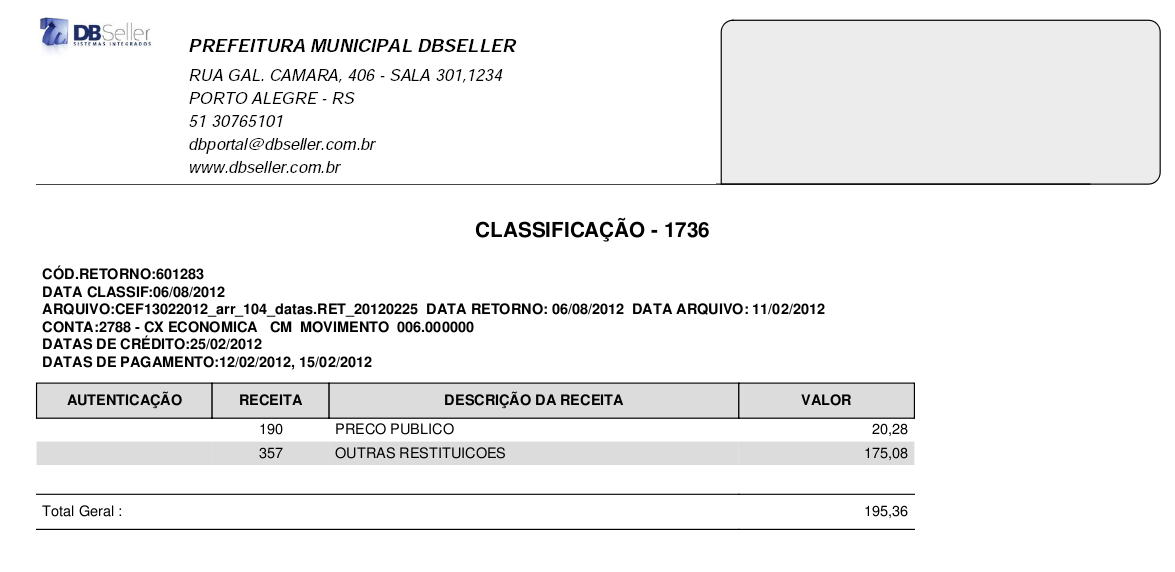 DBSeller
SISTEMAS INTEGRADOS
PREFEITURA MUNICIPAL DBSELLER
RUA GAL. CAMARA, 406 - SALA 301,1234
PORTO ALEGRE - RS
51 30765101
dbportal@dbseller.com.br
www.dbseller.com.br
CLASSIFICAÇÃO - 1736
CÓD.RETORNO:601283
DATA CLASSIF:06/08/2012
ARQUIVO:CEF13022012_arr_104_datas.RET_20120225 DATA RETORNO: 06/08/2012 DATA ARQUIVO: 11/02/2012
CONTA:2788 - CX ECONOMICA CM MOVIMENTO 006.000000
DATAS DE CRÉDITO:25/02/2012
DATAS DE PAGAMENTO:12/02/2012, 15/02/2012
AUTENTICAÇÃO RECEITA DESCRIÇÃO DA RECEITA VALOR
190 PRECO PUBLICO 20,28
357 OUTRAS RESTITUICOES 175,08
Total Geral : 195,36